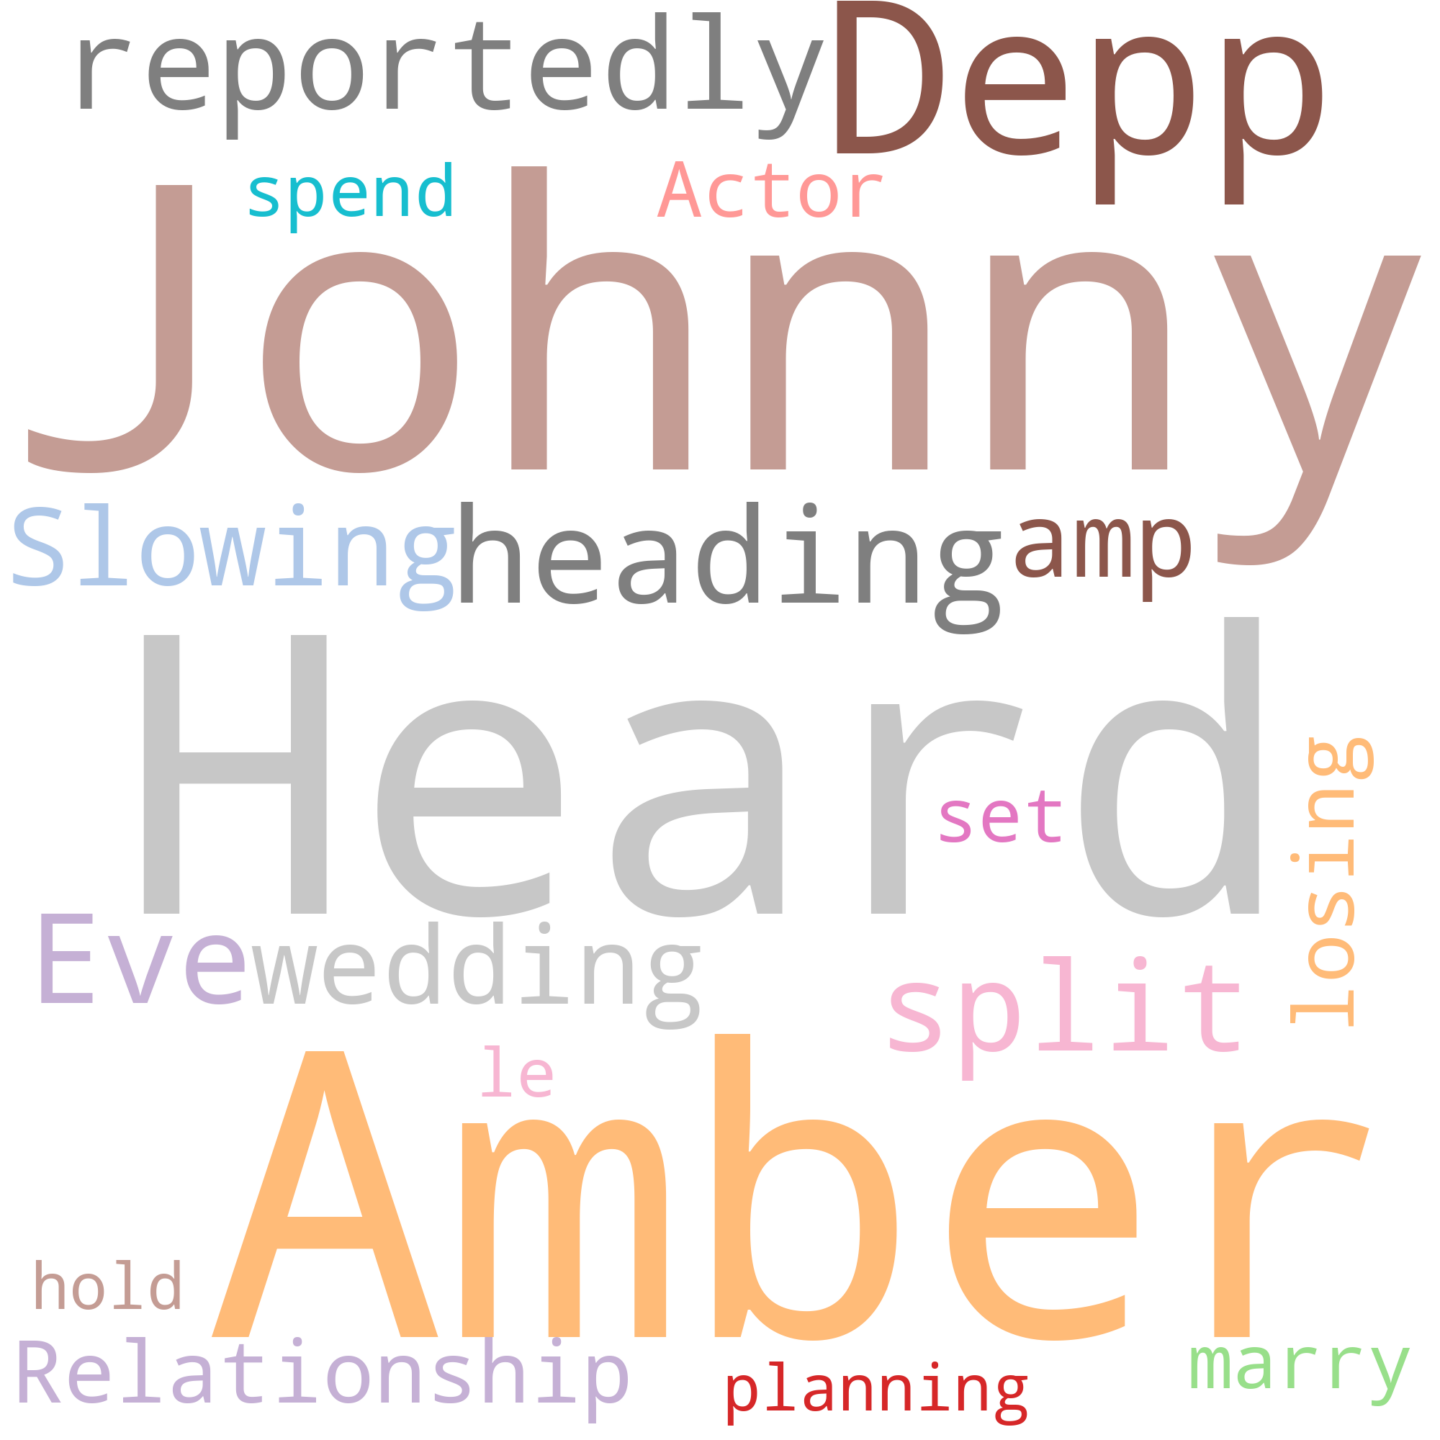 reportedly Depp
spend Actor
Johnny
Slowing heading amp
Heard
set
losing
Eve wedding split
le
Amber
hold
Relationship planning marry